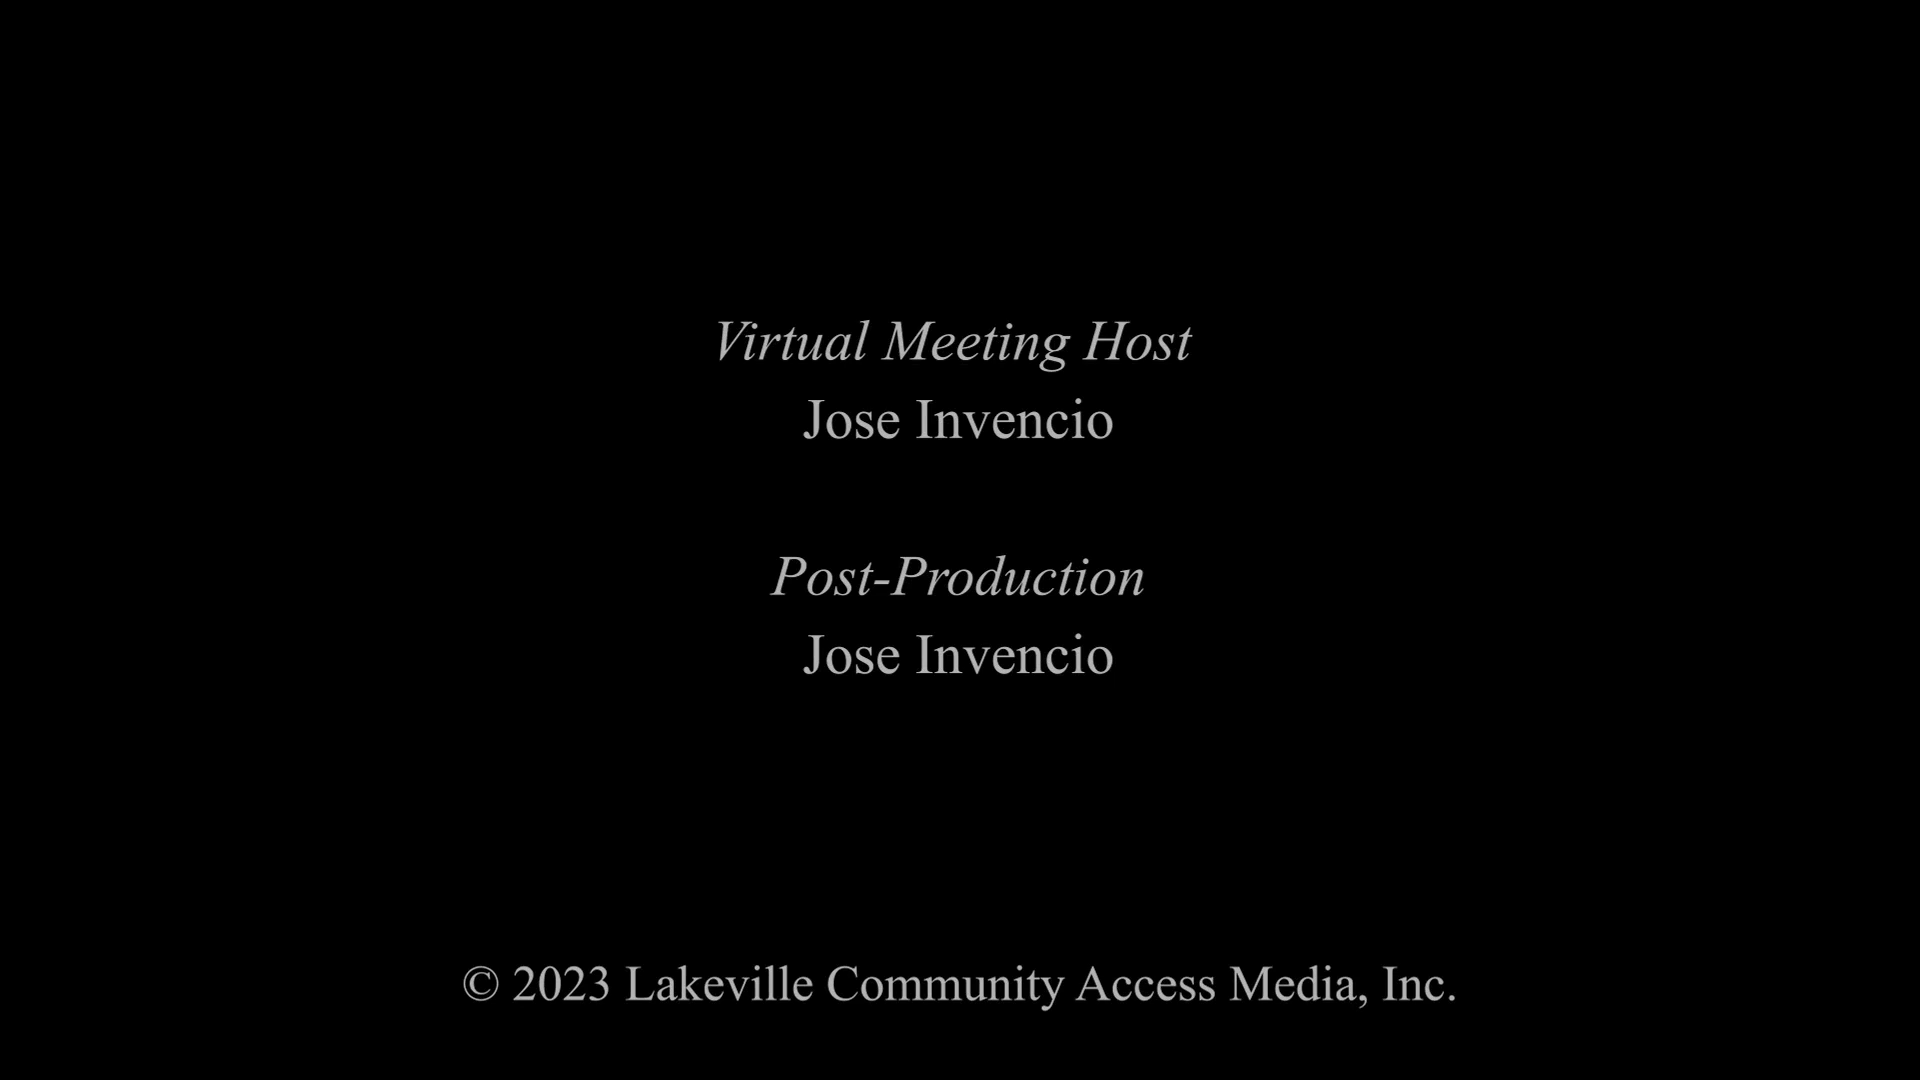 Virtual Meeting Host
Jose Invencio
Post-Production
Jose Invencio
© 2023 Lakeville Community Access Media, Inc.